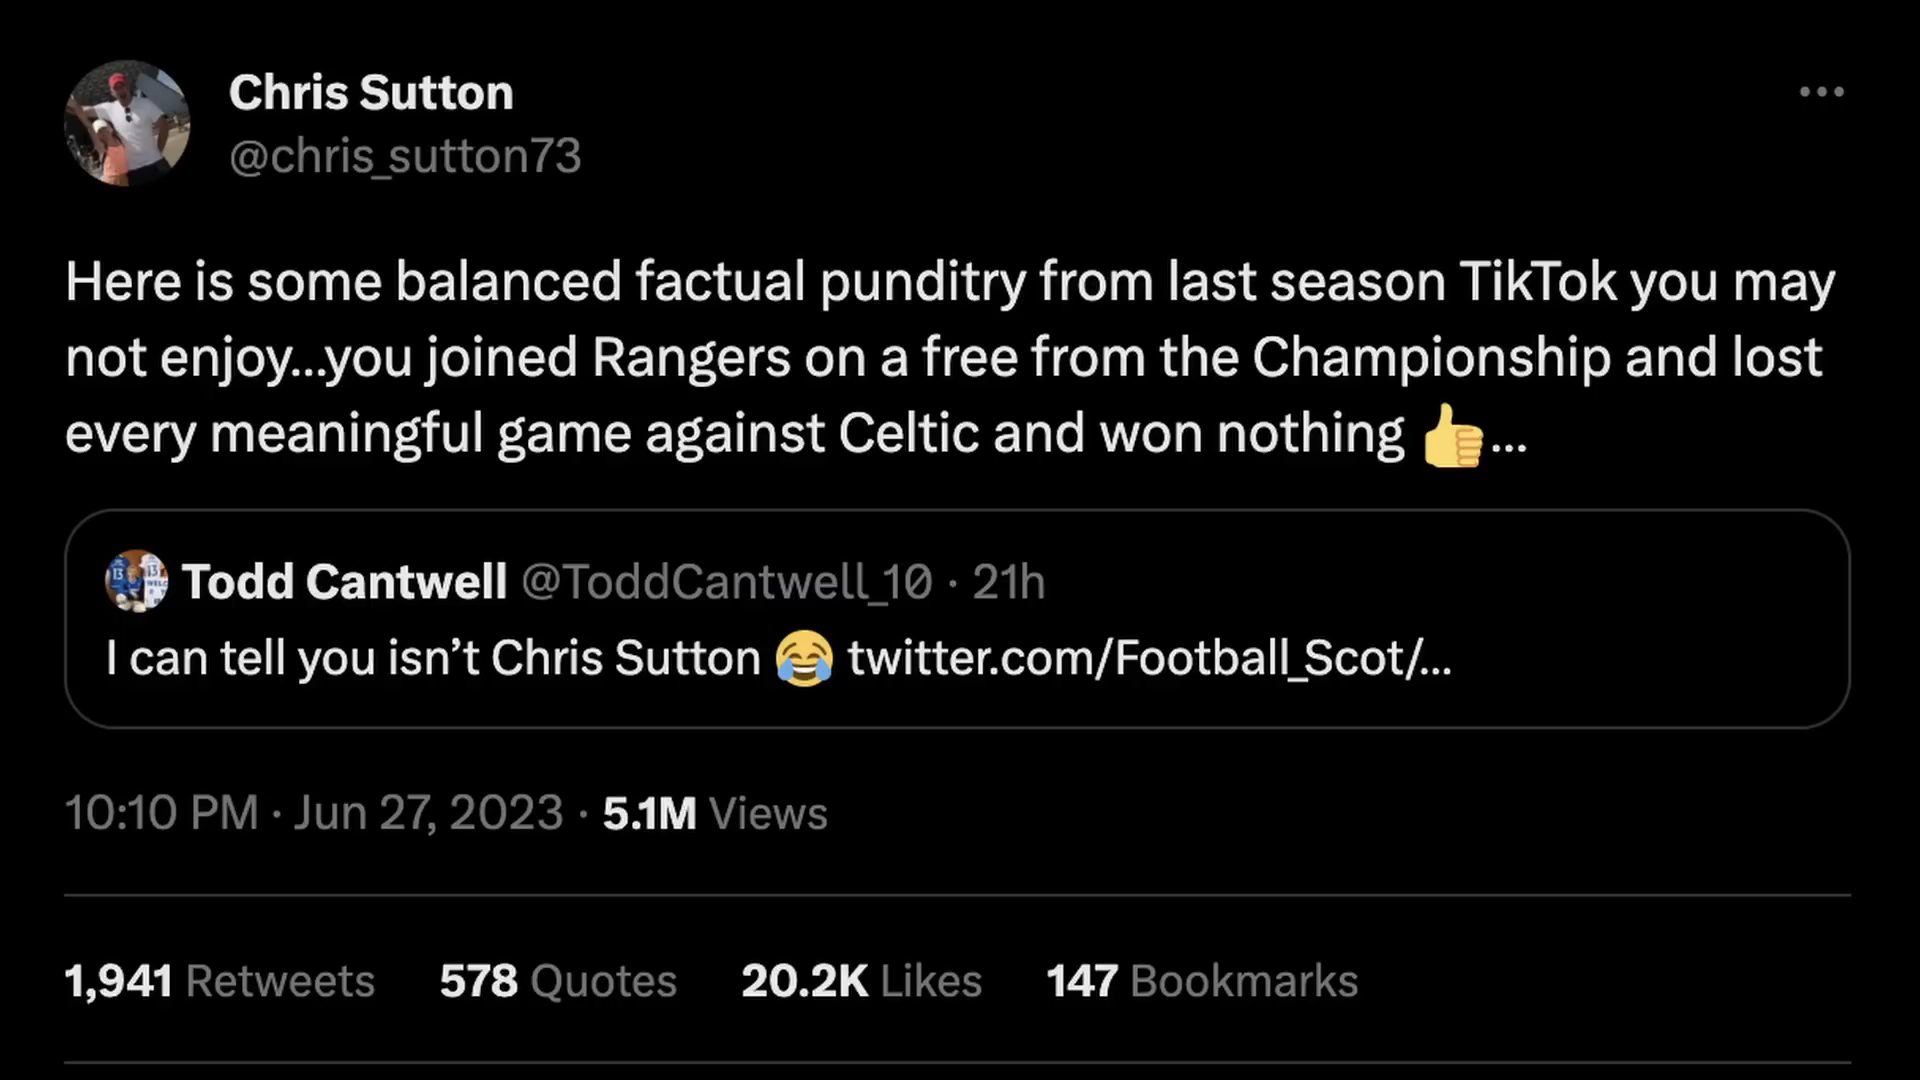 Chris Sutton
@chris_sutton73
Here is some balanced factual punditry from last season TikTok you may
not enjoy...you joined Rangers on a free from the Championship and lost
every meaningful game against Celtic and won nothing 👍...
Todd Cantwell @ToddCantwell_10 · 21h
I can tell you isn’t Chris Sutton 😂 twitter.com/Football_Scot/...
10:10 PM · Jun 27, 2023 · 5.1M Views
1,941 Retweets 578 Quotes 20.2K Likes 147 Bookmarks